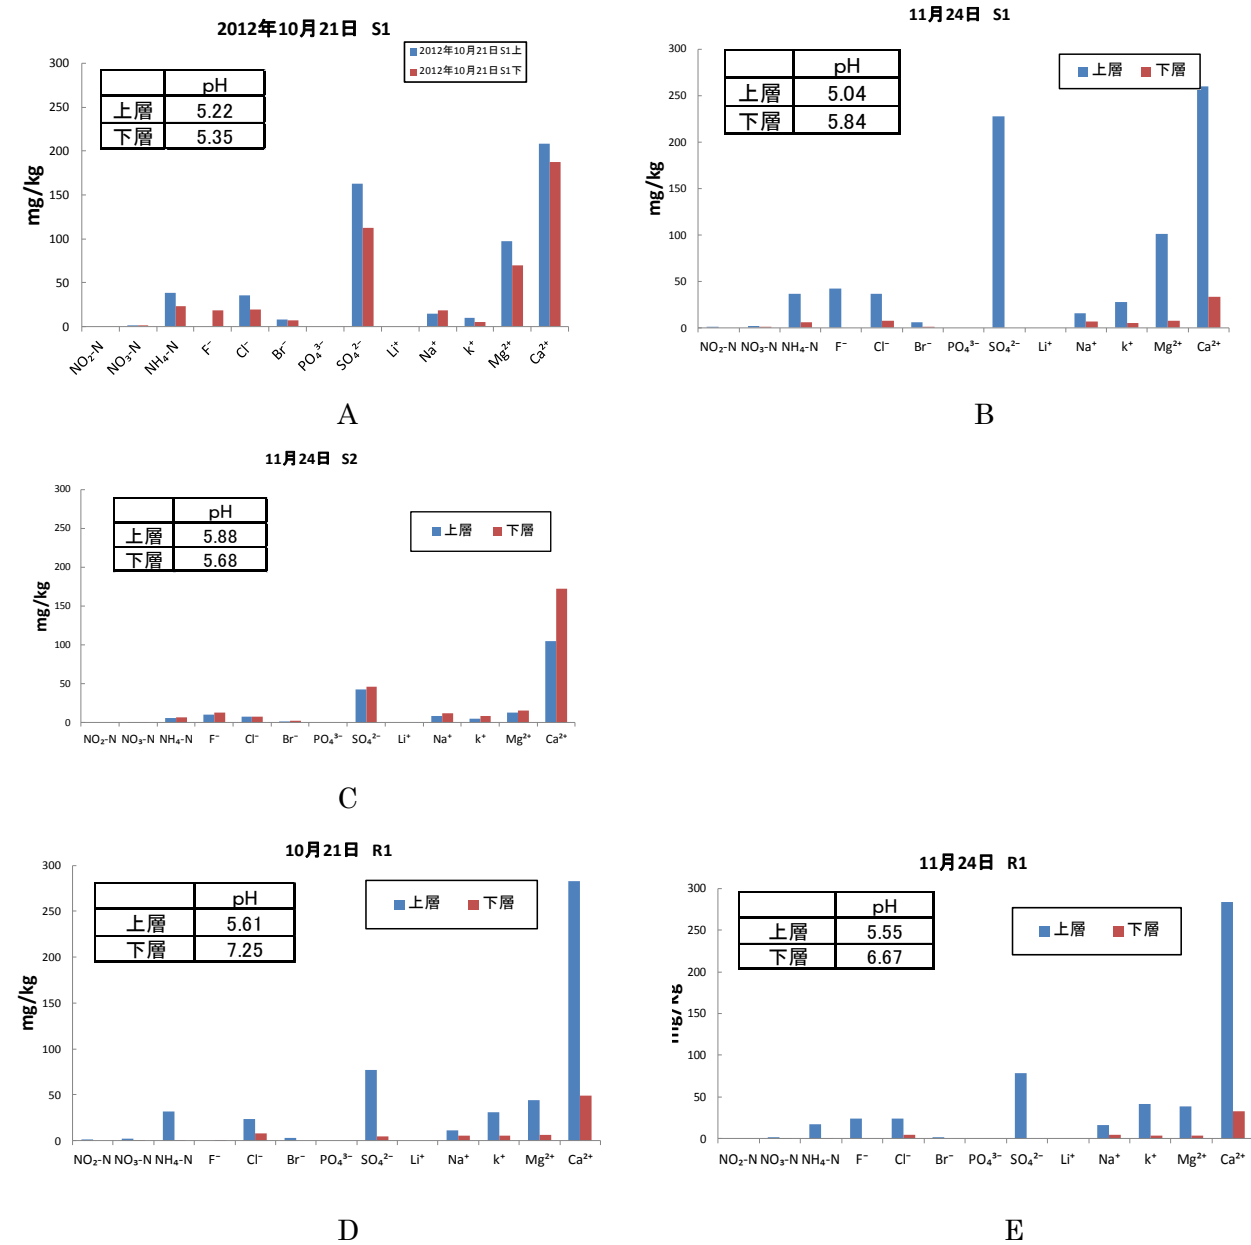 2012年10月21日 S1
2012年10月21日 S1上
2012年10月21日 S1下
pH
上層 5.22
下層 5.35
mg/kg
300
250
200
150
100
50
0
NO₂-N NO₃-N NH₄-N F⁻ Cl⁻ Br⁻ PO₄³⁻ SO₄²⁻ Li⁺ Na⁺ k⁺ Mg²⁺ Ca²⁺
A
11月24日 S1
上層 下層
pH
上層 5.04
下層 5.84
mg/kg
300
250
200
150
100
50
0
NO₂-N NO₃-N NH₄-N F⁻ Cl⁻ Br⁻ PO₄³⁻ SO₄²⁻ Li⁺ Na⁺ k⁺ Mg²⁺ Ca²⁺
B
11月24日 S2
上層 下層
pH
上層 5.88
下層 5.68
mg/kg
300
250
200
150
100
50
0
NO₂-N NO₃-N NH₄-N F⁻ Cl⁻ Br⁻ PO₄³⁻ SO₄²⁻ Li⁺ Na⁺ k⁺ Mg²⁺ Ca²⁺
C
10月21日 R1
上層 下層
pH
上層 5.61
下層 7.25
mg/kg
300
250
200
150
100
50
0
NO₂-N NO₃-N NH₄-N F⁻ Cl⁻ Br⁻ PO₄³⁻ SO₄²⁻ Li⁺ Na⁺ k⁺ Mg²⁺ Ca²⁺
D
11月24日 R1
上層 下層
pH
上層 5.55
下層 6.67
mg/kg
300
250
200
150
100
50
0
NO₂-N NO₃-N NH₄-N F⁻ Cl⁻ Br⁻ PO₄³⁻ SO₄²⁻ Li⁺ Na⁺ k⁺ Mg²⁺ Ca²⁺
E